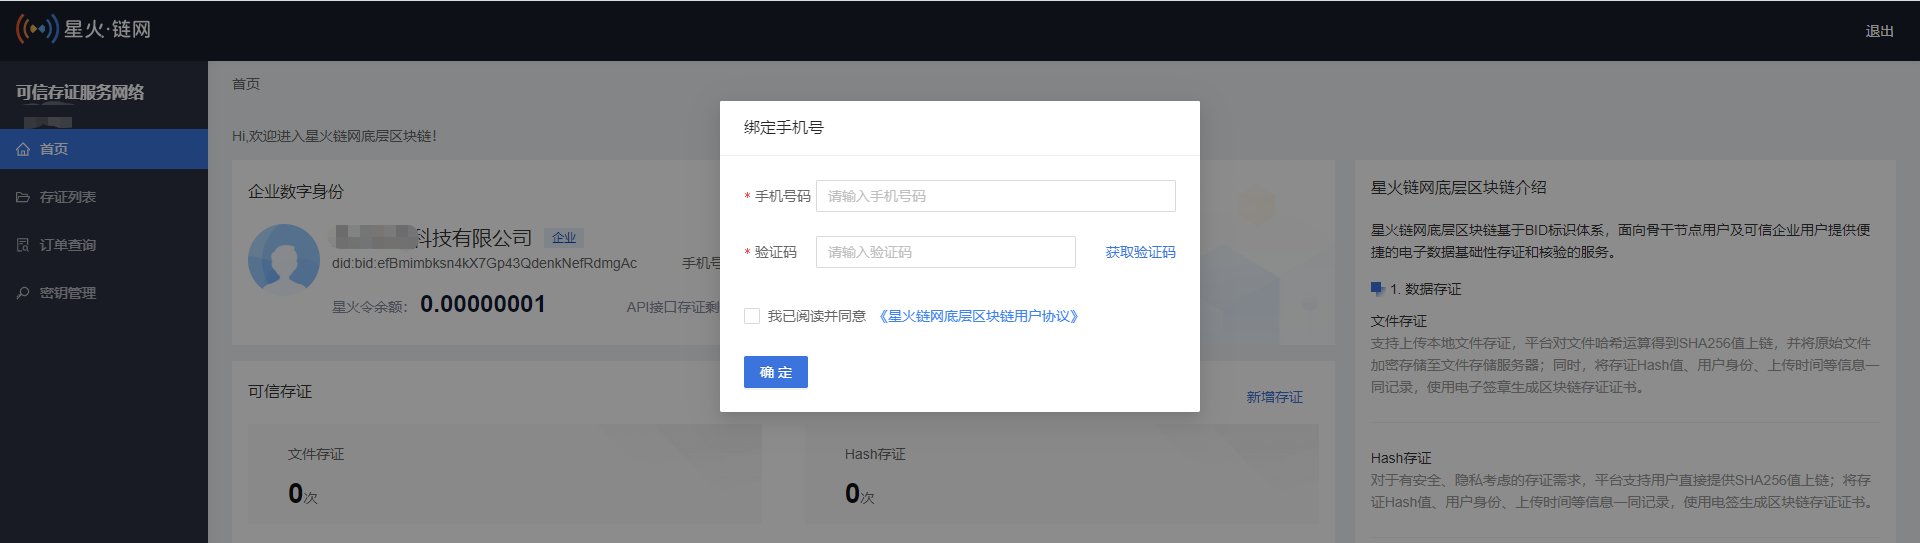 星火·链网
退出
可信存证服务网络
首页
存证列表
订单查询
密钥管理
首页
Hi,欢迎进入星火链网底层区块链！
企业数字身份
科技有限公司 企业
did:bid:efBmimbksn4kX7Gp43QdenkNefRdmgAc 手机号
星火令余额： 0.00000001 API接口存证剩
可信存证
新增存证
文件存证
0次
Hash存证
0次
绑定手机号
* 手机号码 请输入手机号码
* 验证码 请输入验证码 获取验证码
我已阅读并同意 《星火链网底层区块链用户协议》
确 定
星火链网底层区块链介绍
星火链网底层区块链基于BID标识体系，面向骨干节点用户及可信企业用户提供便
捷的电子数据基础性存证和核验的服务。
1. 数据存证
文件存证
支持上传本地文件存证，平台对文件哈希运算得到SHA256值上链，并将原始文件
加密存储至文件存储服务器；同时，将存证Hash值、用户身份、上传时间等信息一
同记录，使用电子签章生成区块链存证证书。
Hash存证
对于有安全、隐私考虑的存证需求，平台支持用户直接提供SHA256值上链；将存
证Hash值、用户身份、上传时间等信息一同记录，使用电签生成区块链存证证书。